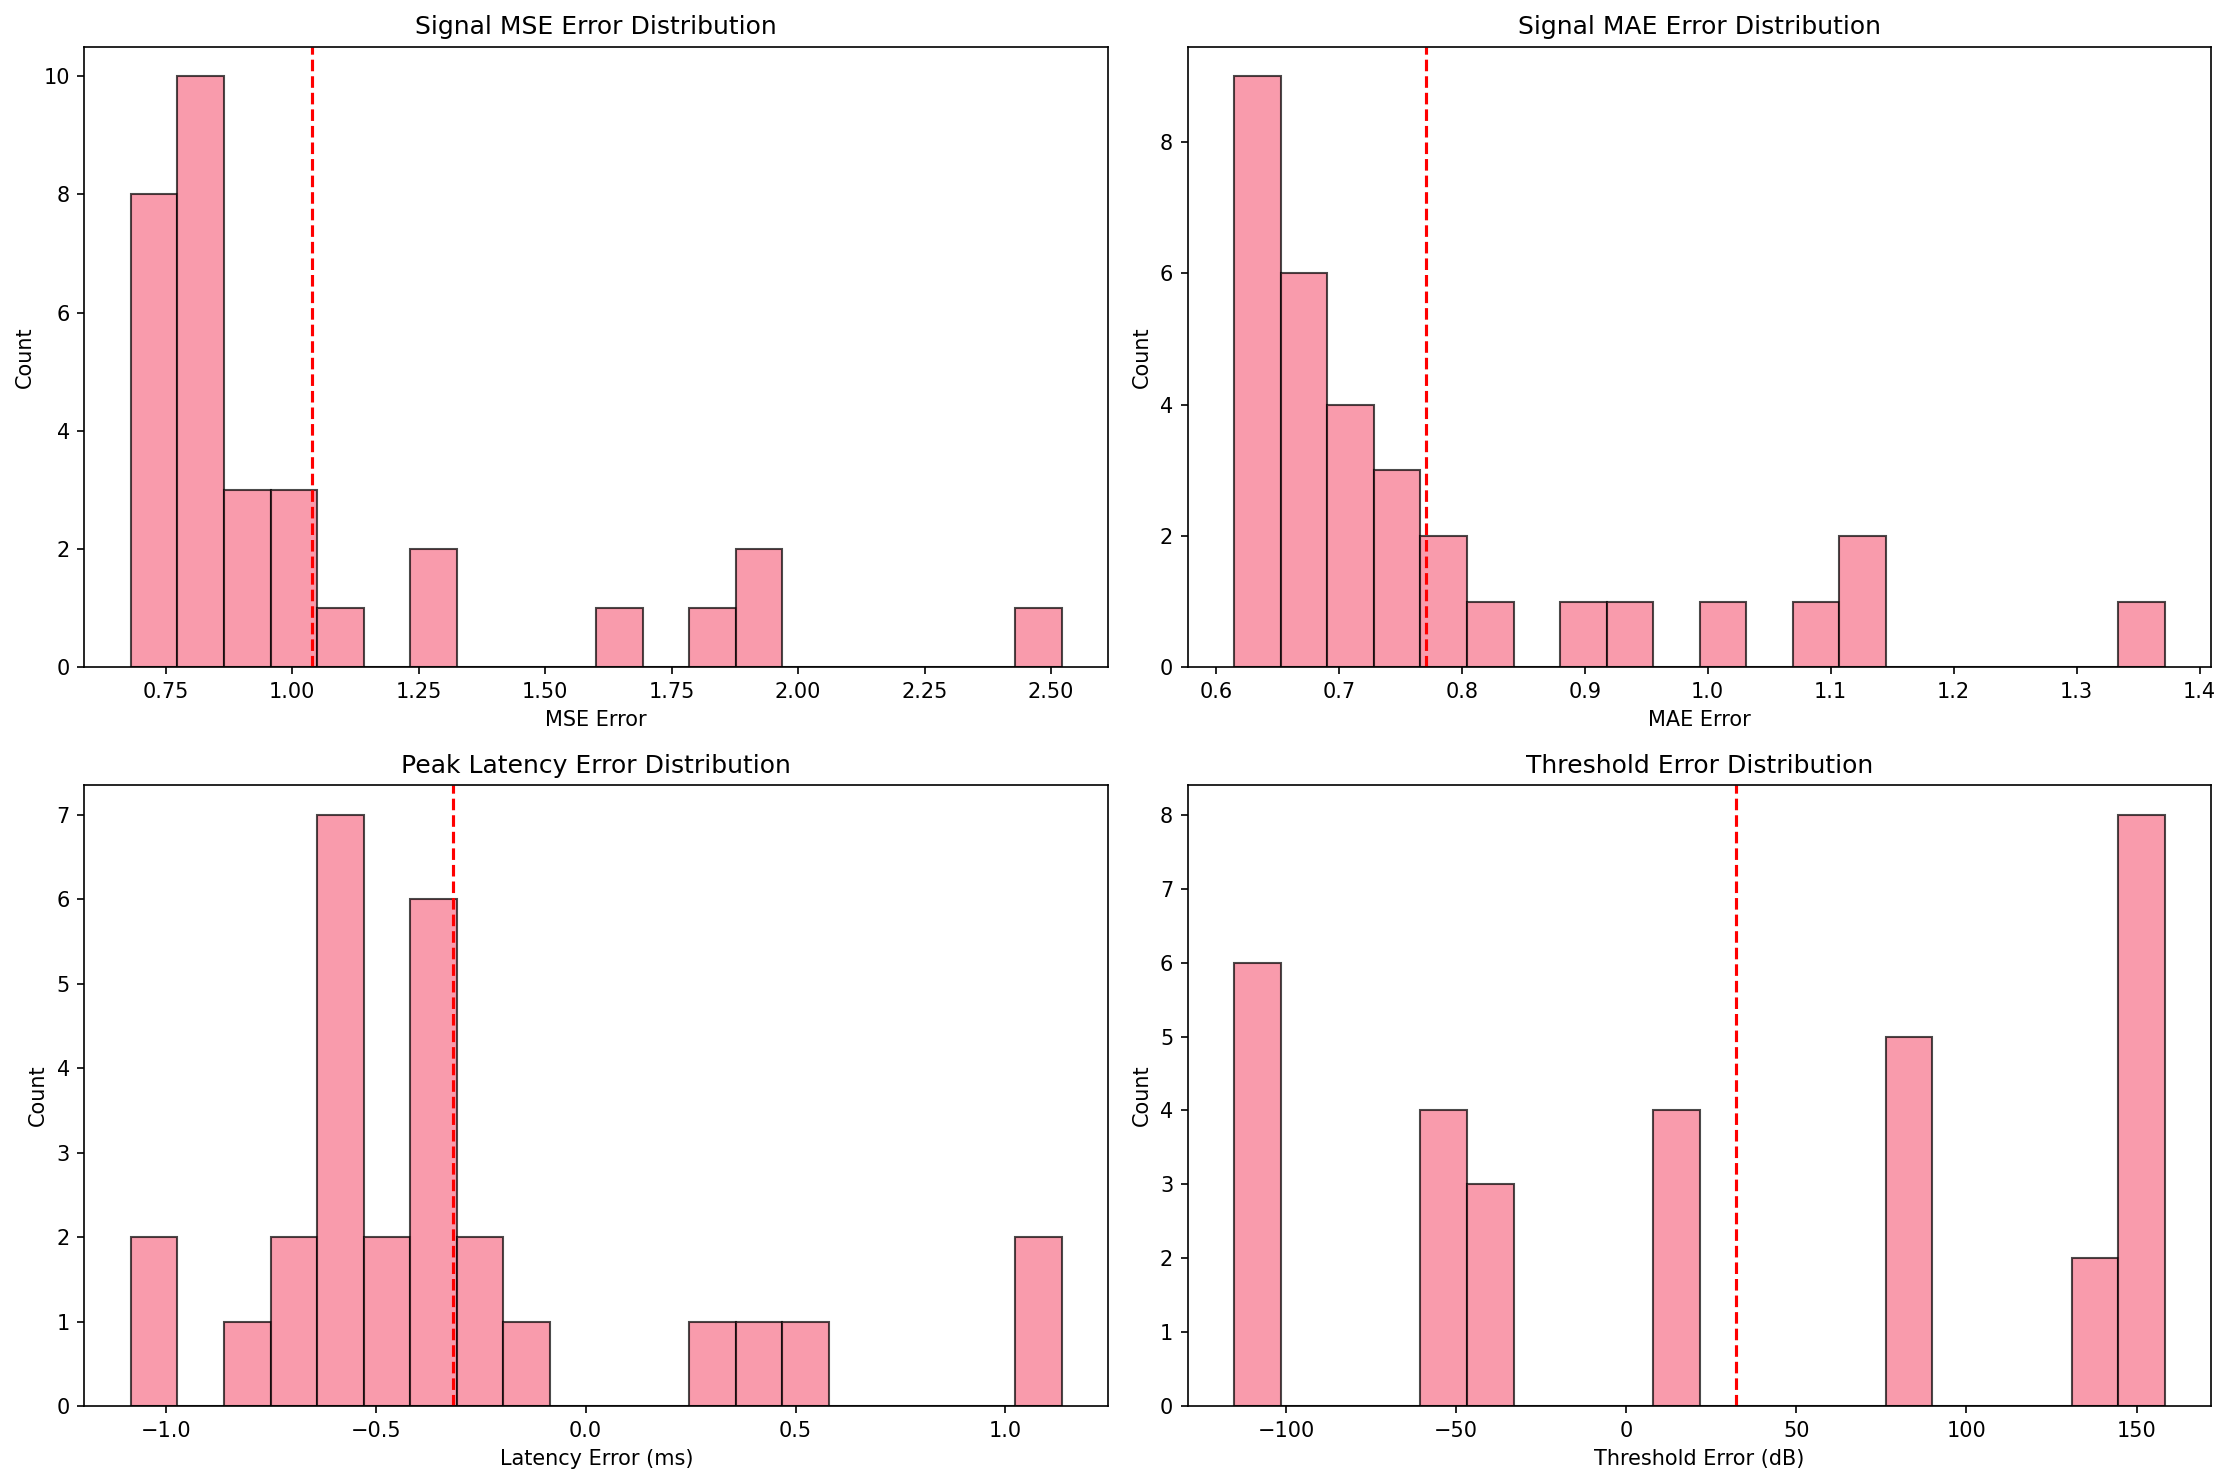 Signal MSE Error Distribution
Count
10
8
6
4
2
0
0.75 1.00 1.25 1.50 1.75 2.00 2.25 2.50
MSE Error
Signal MAE Error Distribution
Count
8
6
4
2
0
0.6 0.7 0.8 0.9 1.0 1.1 1.2 1.3 1.4
MAE Error
Peak Latency Error Distribution
Count
7
6
5
4
3
2
1
0
−1.0 −0.5 0.0 0.5 1.0
Latency Error (ms)
Threshold Error Distribution
Count
8
7
6
5
4
3
2
1
0
−100 −50 0 50 100 150
Threshold Error (dB)